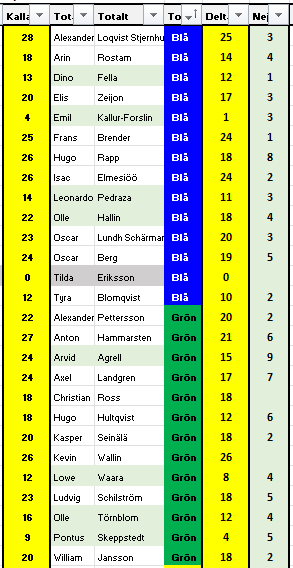 Kalla Tot Totalt To Delt Nej
28 Alexander Loqvist Stjernhu Blå 25 3
18 Arin Rostam Blå 14 4
13 Dino Fella Blå 12 1
20 Elis Zeijon Blå 17 3
4 Emil Kallur-Forslin Blå 1 3
25 Frans Brender Blå 24 1
26 Hugo Rapp Blå 18 8
26 Isac Elmesiöö Blå 24 2
14 Leonardo Pedraza Blå 11 3
22 Olle Hallin Blå 18 4
23 Oscar Lundh Schärman Blå 20 3
24 Oscar Berg Blå 19 5
0 Tilda Eriksson Blå 0
12 Tyra Blomqvist Blå 10 2
22 Alexander Pettersson Grön 20 2
27 Anton Hammarsten Grön 21 6
24 Arvid Agrell Grön 15 9
24 Axel Landgren Grön 17 7
18 Christian Ross Grön 18
18 Hugo Hultqvist Grön 12 6
20 Kasper Seinälä Grön 18 2
26 Kevin Wallin Grön 26
12 Lowe Waara Grön 8 4
23 Ludvig Schilström Grön 18 5
16 Olle Törnblom Grön 12 4
9 Pontus Skeppstedt Grön 4 5
20 William Jansson Grön 18 2